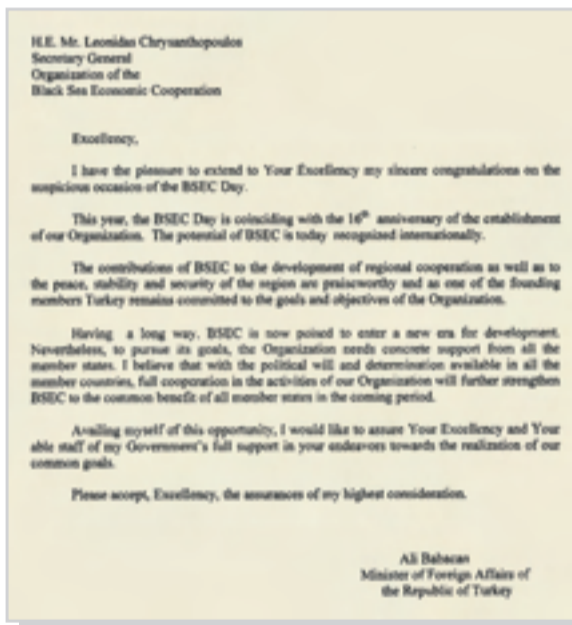 H.E. Mr. Leonidas Chrysanthopoulos
Secretary General
Organization of the
Black Sea Economic Cooperation
Excellency,
I have the pleasure to extend to Your Excellency my sincere congratulations on the
auspicious occasion of the BSEC Day.
This year, the BSEC Day is coinciding with the 16th anniversary of the establishment
of our Organization. The potential of BSEC is today recognized internationally.
The contributions of BSEC to the development of regional cooperation as well as to
the peace, stability and security of the region are praiseworthy and as one of the founding
members Turkey remains committed to the goals and objectives of the Organization.
Having a long way, BSEC is now poised to enter a new era for development.
Nevertheless, to pursue its goals, the Organization needs concrete support from all the
member states. I believe that with the political will and determination available in all the
member countries, full cooperation in the activities of our Organization will further strengthen
BSEC to the common benefit of all member states in the coming period.
Availing myself of this opportunity, I would like to assure Your Excellency and Your
able staff of my Government's full support in your endeavors towards the realization of our
common goals.
Please accept, Excellency, the assurances of my highest consideration.
Ali Babacan
Minister of Foreign Affairs of
the Republic of Turkey